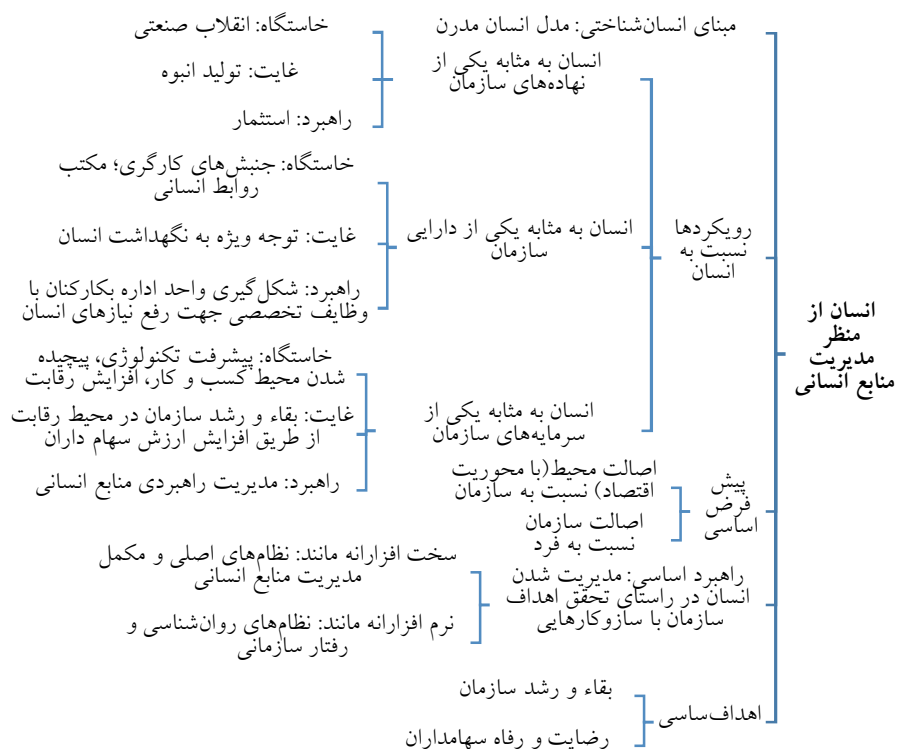 انسان از
منظر
مدیریت
منابع انسانی
مبنای انسان‌شناختی: مدل انسان مدرن
رویکردها
نسبت به
انسان
انسان به مثابه یکی از
نهاده‌های سازمان
خاستگاه: انقلاب صنعتی
غایت: تولید انبوه
راهبرد: استثمار
انسان به مثابه یکی از دارایی
سازمان
خاستگاه: جنبش‌های کارگری؛ مکتب
روابط انسانی
غایت: توجه ویژه به نگهداشت انسان
راهبرد: شکل‌گیری واحد اداره بکارکنان با
وظایف تخصصی جهت رفع نیازهای انسان
انسان به مثابه یکی از
سرمایه‌های سازمان
خاستگاه: پیشرفت تکنولوژی، پیچیده
شدن محیط کسب و کار، افزایش رقابت
غایت: بقاء و رشد سازمان در محیط رقابت
از طریق افزایش ارزش سهام داران
راهبرد: مدیریت راهبردی منابع انسانی
پیش
فرض
اساسی
اصالت محیط(با محوریت
اقتصاد) نسبت به سازمان
اصالت سازمان
نسبت به فرد
راهبرد اساسی: مدیریت شدن
انسان در راستای تحقق اهداف
سازمان با سازوکارهایی
سخت افزارانه مانند: نظام‌های اصلی و مکمل
مدیریت منابع انسانی
نرم افزارانه مانند: نظام‌های روان‌شناسی و
رفتار سازمانی
اهداف‌ساسی
بقاء و رشد سازمان
رضایت و رفاه سهامداران